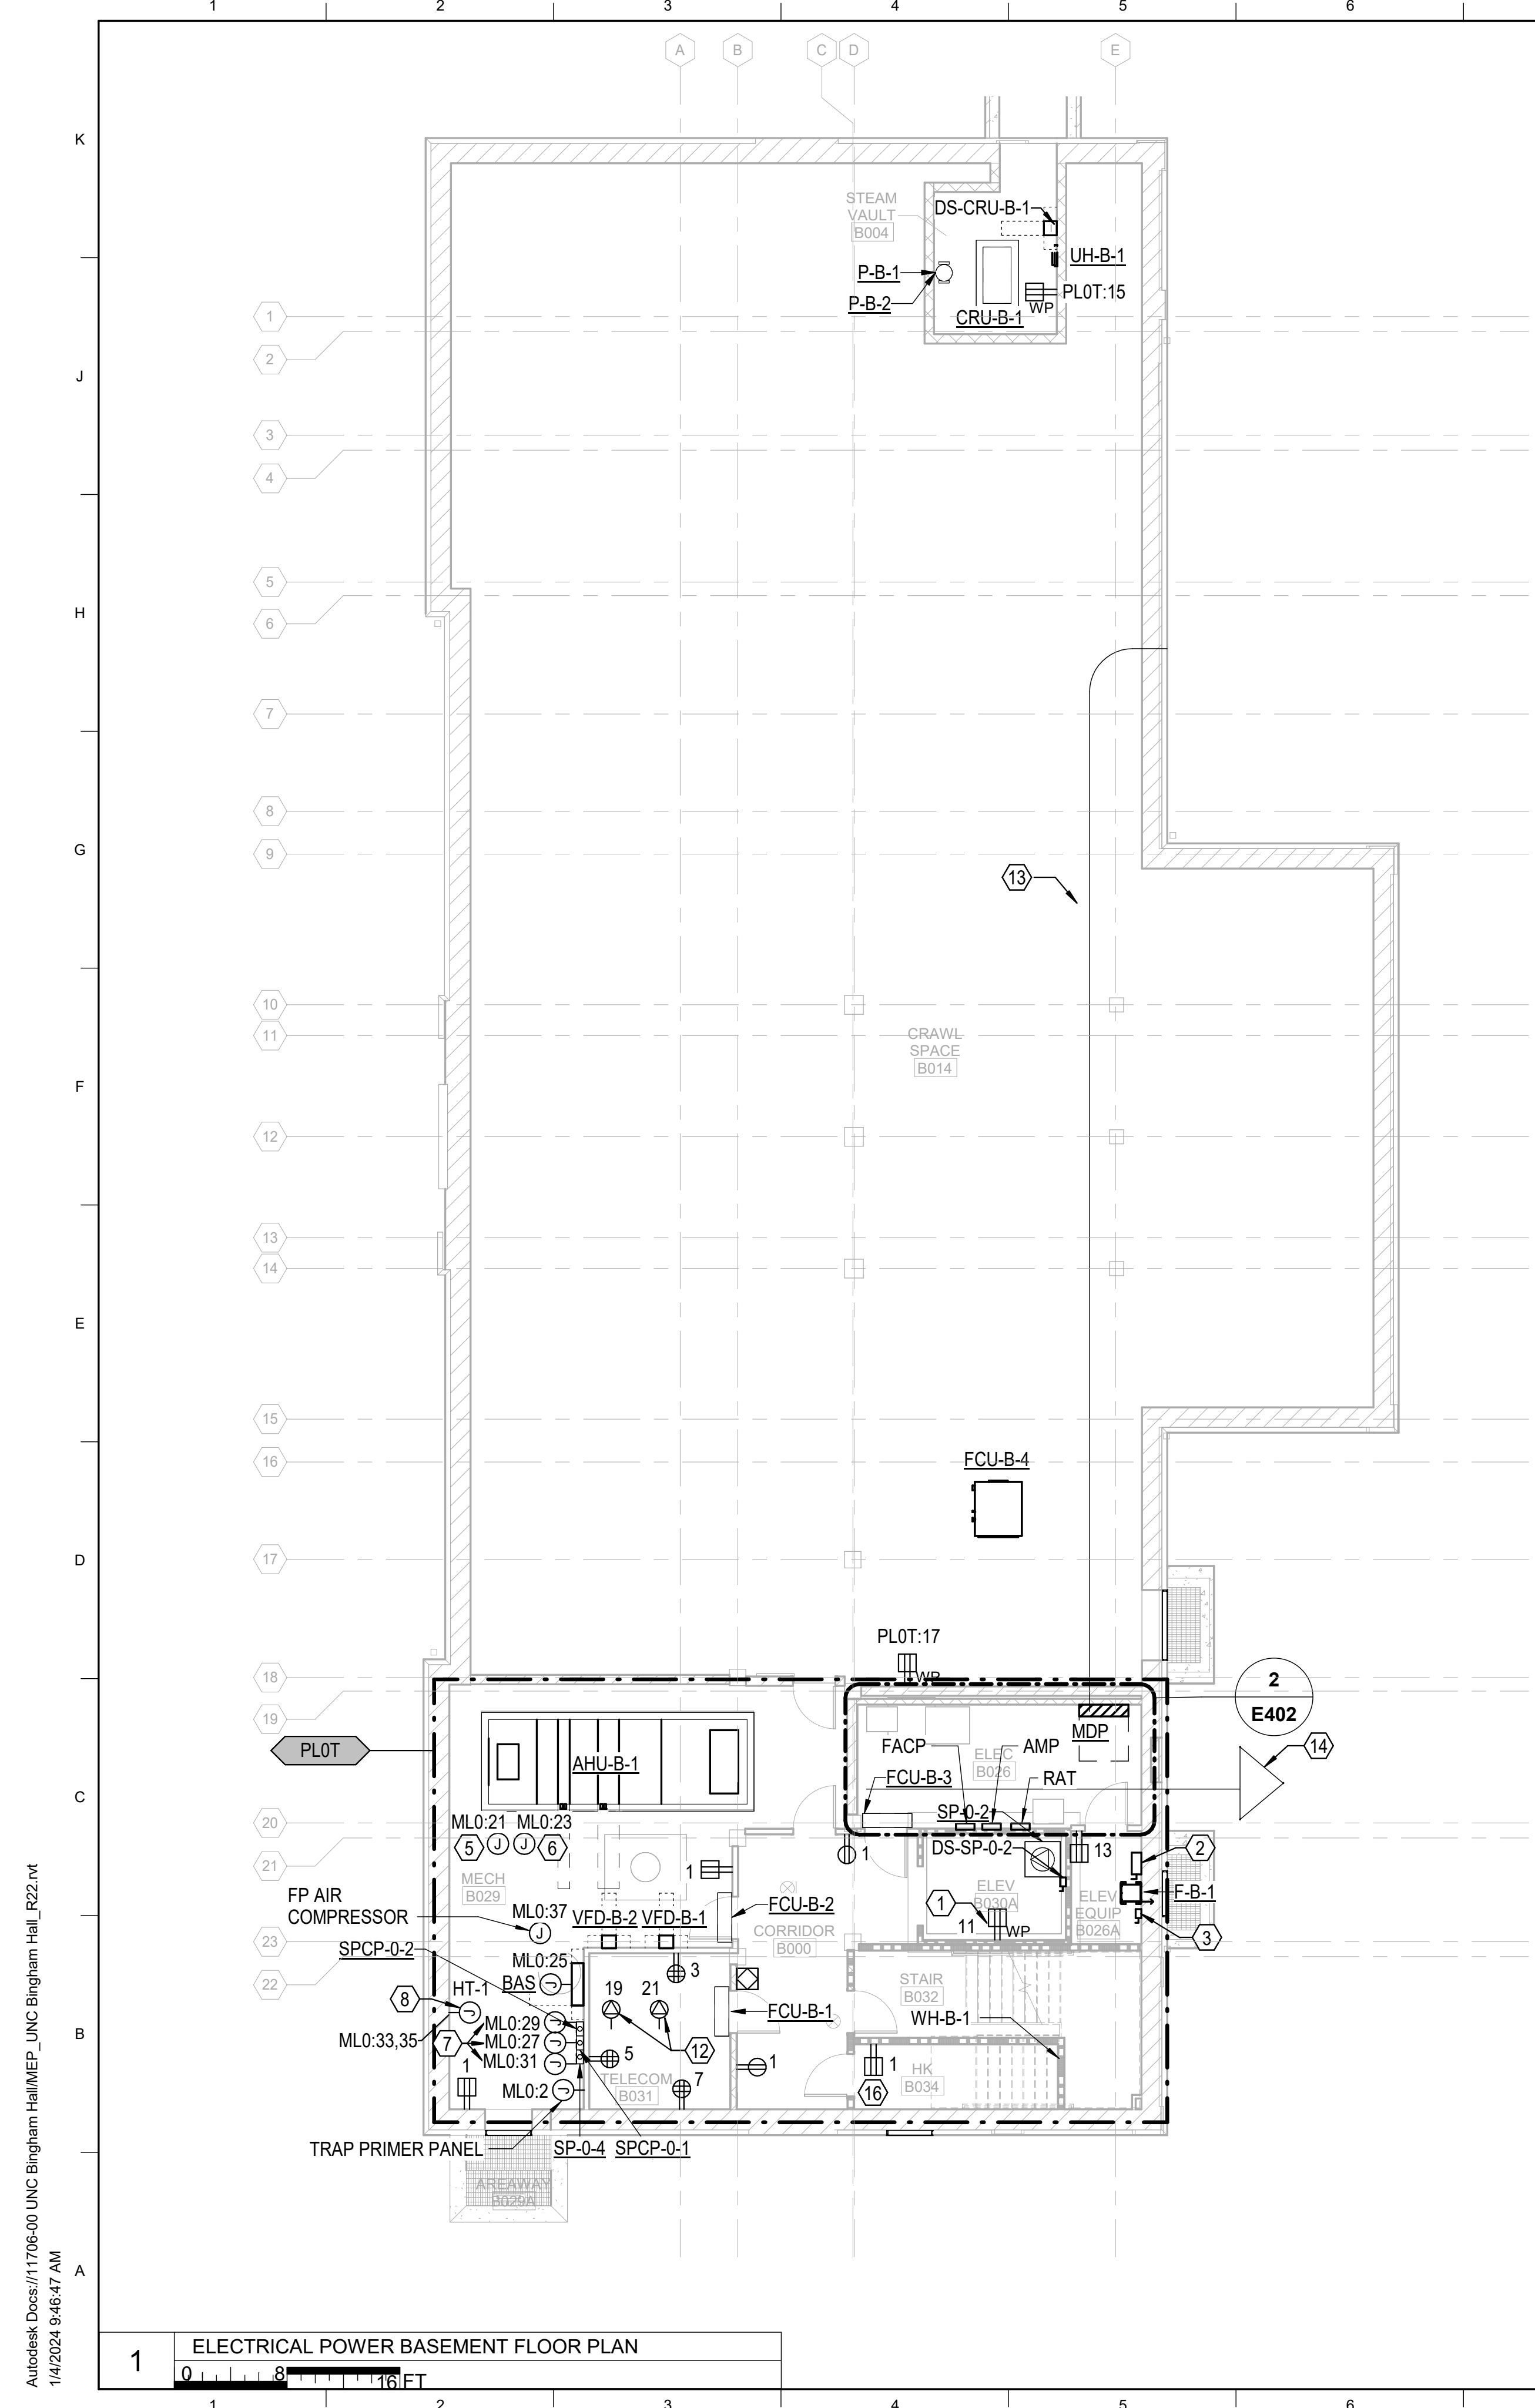 1 2 3 4 5 6
A B C D E
K
STEAM
VAULT
B004
DS-CRU-B-1
UH-B-1
P-B-1
P-B-2
PL0T:15
WP
CRU-B-1
1
2
J
3
4
5
H
6
7
8
G
9
13
10
11
CRAWL
SPACE
B014
F
12
13
14
E
15
16
FCU-B-4
D
17
PL0T:17
WP
18
19
2
E402
PL0T
MDP
FACP
AMP
ELEC
B026
14
AHU-B-1
FCU-B-3
RAT
C
SP-0-2
20
ML0:21 ML0:23
5 J J 6
21
DS-SP-0-2
1
13
2
1
MECH
B029
ELEV
B030A
ELEV
EQUIP
B026A
F-B-1
FP AIR
COMPRESSOR
ML0:37
J
VFD-B-2 VFD-B-1
FCU-B-2
1
11
WP
3
CORRIDOR
B000
23
SPCP-0-2
ML0:25
BAS
J
3
22
8
HT-1
J
19 21
STAIR
B032
FCU-B-1
WH-B-1
B
ML0:33,35
7
ML0:29
J
ML0:27
J
ML0:31
J
5
12
1
1
1
HK
B034
16
TELECOM
B031
7
ML0:2
J
TRAP PRIMER PANEL
SP-0-4
SPCP-0-1
AREAWAY
B029A
A
1
ELECTRICAL POWER BASEMENT FLOOR PLAN
0 8 16 FT
1 2 3 4 5 6
Autodesk Docs://11706-00 UNC Bingham Hall/MEP_UNC Bingham Hall_R22.rvt
1/4/2024 9:46:47 AM